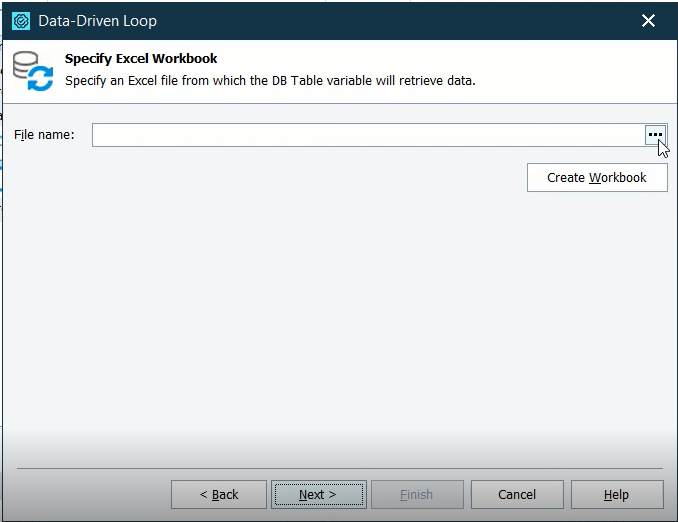 Data-Driven Loop
Specify Excel Workbook
Specify an Excel file from which the DB Table variable will retrieve data.
File name:
Create Workbook
< Back
Next >
Finish
Cancel
Help